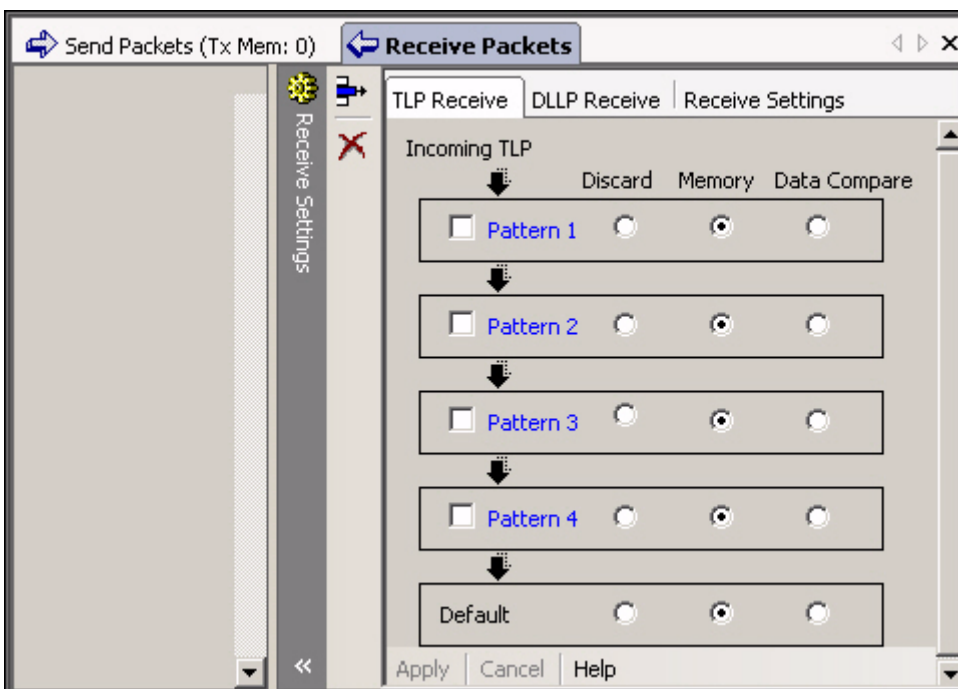 Send Packets (Tx Mem: 0) Receive Packets
Receive Settings
TLP Receive DLLP Receive Receive Settings
Incoming TLP
Discard Memory Data Compare
Pattern 1
Pattern 2
Pattern 3
Pattern 4
Default
Apply Cancel Help